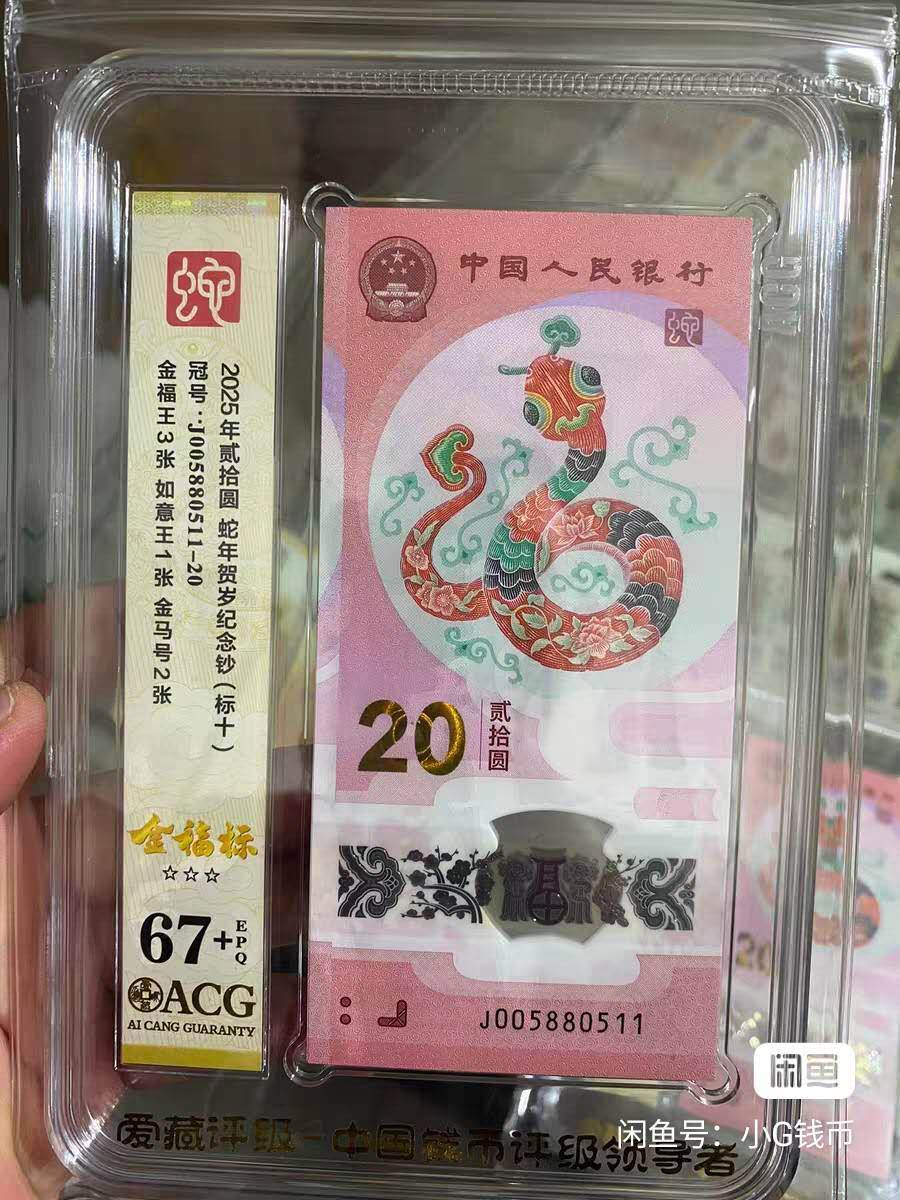 蛇
2025年贰拾圆 蛇年贺岁纪念钞（标十）
冠号：J005880511-20
金福王3张 如意王1张 金马号2张
金福标
☆☆☆
67+EPQ
ACG
AI CANG GUARANTY
中国人民银行
蛇
20
贰拾圆
福
J005880511
20
ACG
爱藏评级-中国钱币评级领导者
闲鱼
闲鱼号：小G钱币